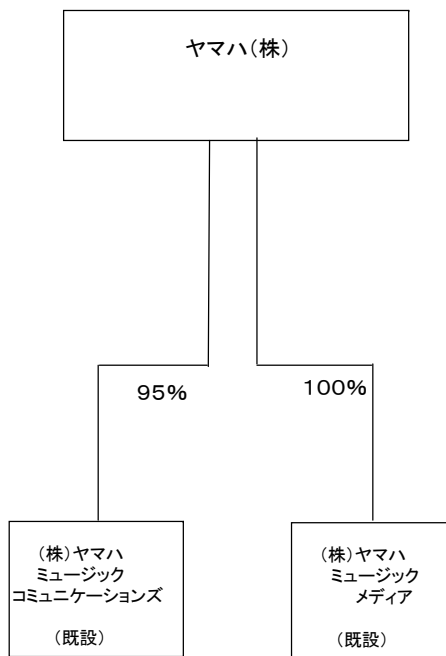 ヤマハ（株）
95%
100%
（株）ヤマハ
ミュージック
コミュニケーションズ
（既設）
（株）ヤマハ
ミュージック
メディア
（既設）